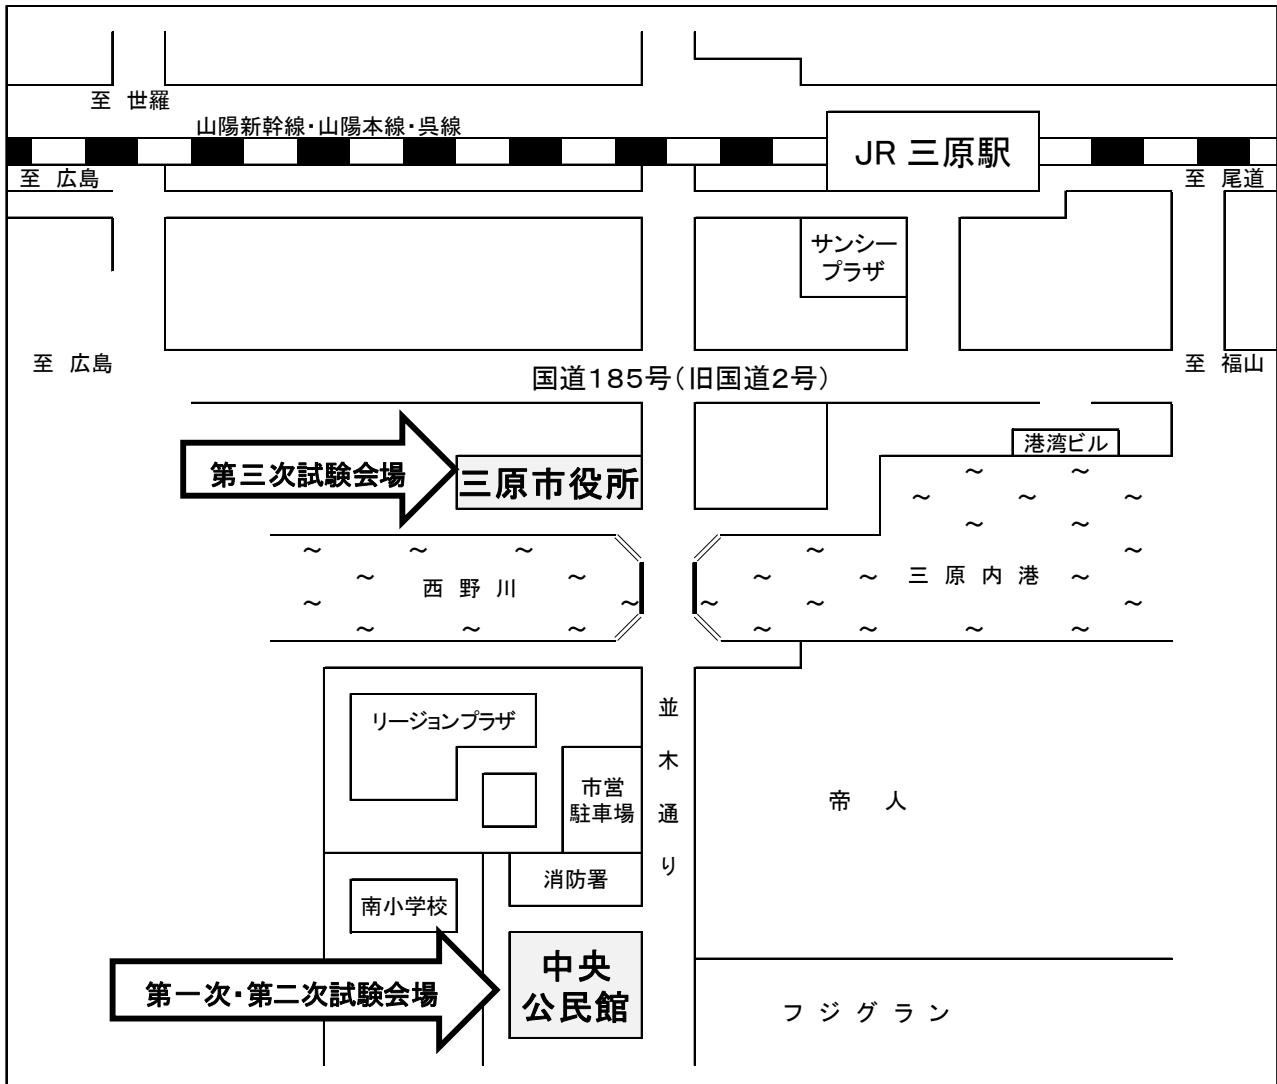 至 世羅
山陽新幹線・山陽本線・呉線
JR 三原駅
至 広島
至 尾道
サンシー
プラザ
至 広島
至 福山
国道185号(旧国道2号)
港湾ビル
第三次試験会場
三原市役所
西野川
三原内港
並木通り
リージョンプラザ
市営
駐車場
帝人
消防署
南小学校
中央
公民館
第一次・第二次試験会場
フジグラン